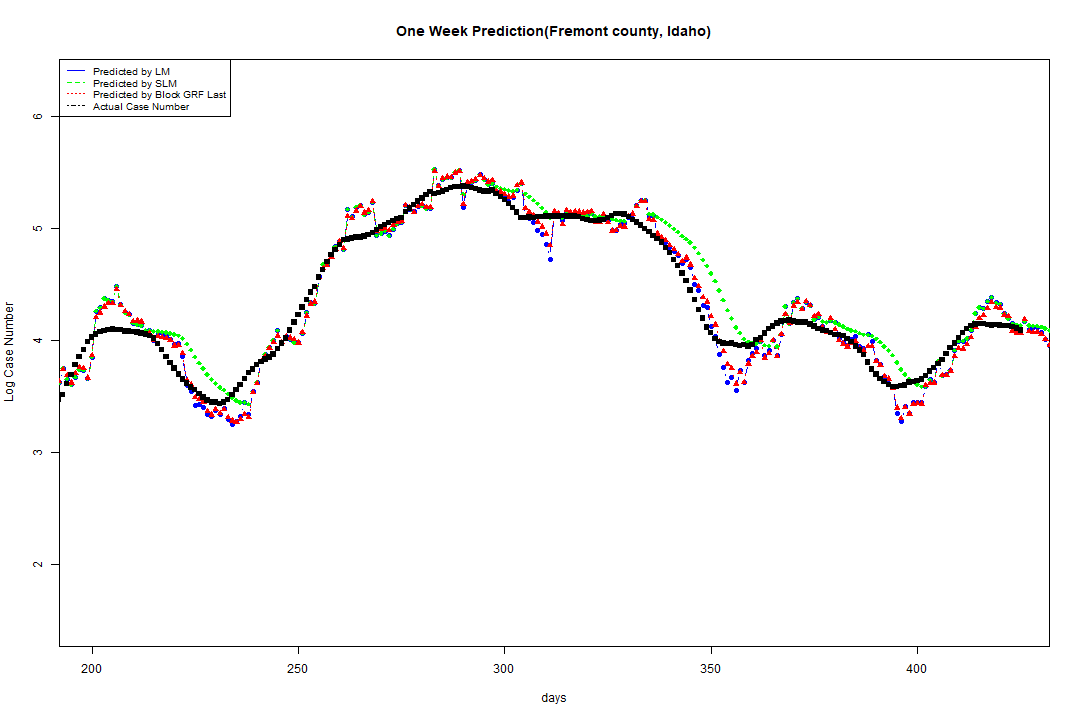 One Week Prediction(Fremont county, Idaho)
Predicted by LM
Predicted by SLM
Predicted by Block GRF Last
Actual Case Number
6
5
4
3
2
Log Case Number
200 250 300 350 400
days